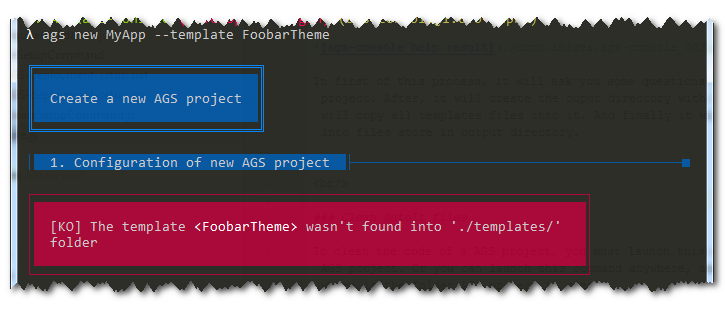 λ ags new MyApp --template FoobarTheme
Create a new AGS project
1. Configuration of new AGS project
[KO] The template <FoobarTheme> wasn't found into './templates/'
folder